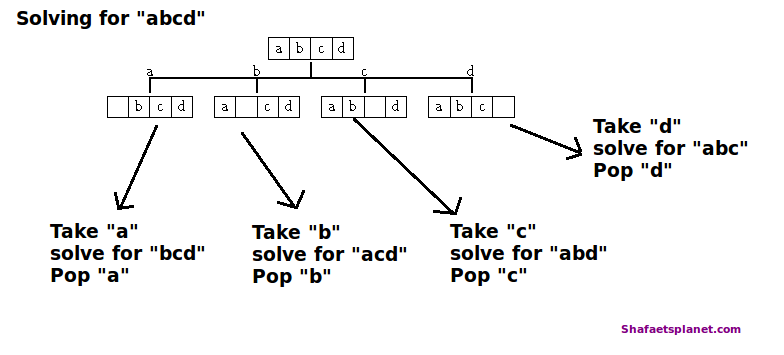 Solving for "abcd"
a b c d
a b c d
b c d
a c d
a b d
a b c
Take "d"
solve for "abc"
Pop "d"
Take "a"
solve for "bcd"
Pop "a"
Take "b"
solve for "acd"
Pop "b"
Take "c"
solve for "abd"
Pop "c"
Shafaetsplanet.com